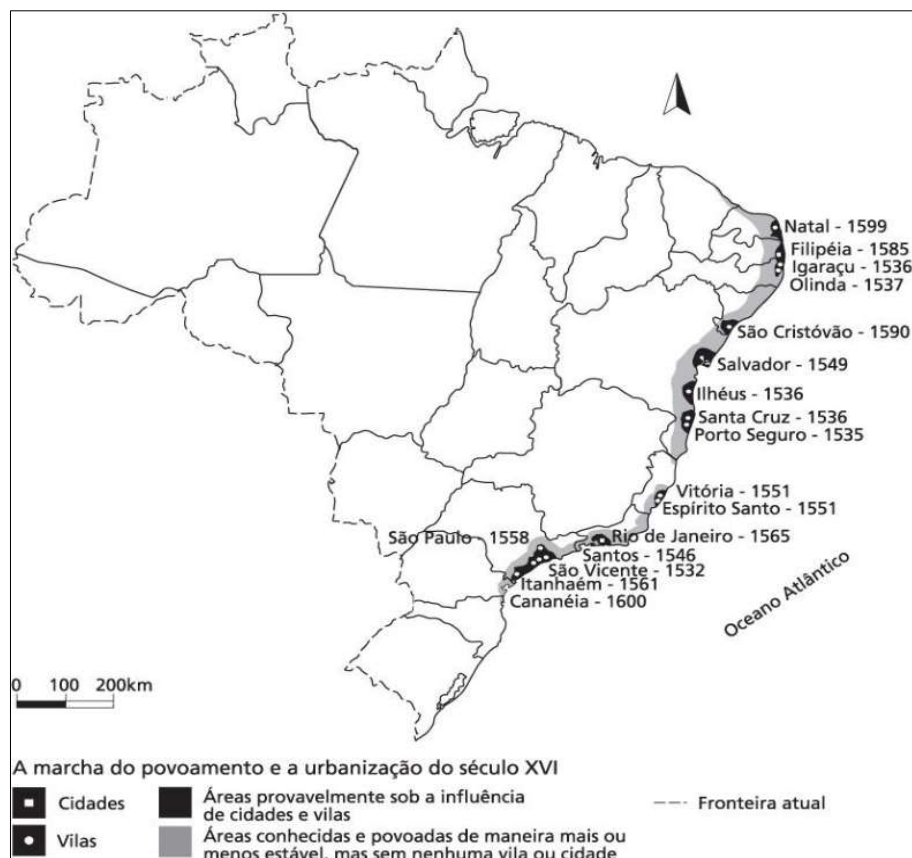 Natal - 1599
Filipéia - 1585
Igaraçu - 1536
Olinda - 1537
São Cristóvão - 1590
Salvador - 1549
Ilhéus - 1536
Santa Cruz - 1536
Porto Seguro - 1535
Vitória - 1551
Espírito Santo - 1551
São Paulo - 1558
Rio de Janeiro - 1565
Santos - 1546
São Vicente - 1532
Itanhaém - 1561
Cananéia - 1600
Oceano Atlântico
0 100 200km
A marcha do povoamento e a urbanização do século XVI
Cidades
Áreas provavelmente sob a influência
de cidades e vilas
Fronteira atual
Vilas
Áreas conhecidas e povoadas de maneira mais ou
menos estável, mas sem nenhuma vila ou cidade